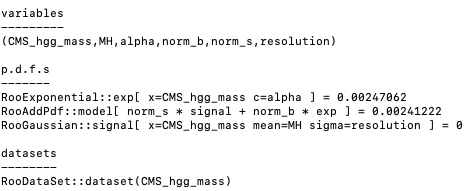 variables
---------
(CMS_hgg_mass,MH,alpha,norm_b,norm_s,resolution)
p.d.f.s
-------
RooExponential::exp[ x=CMS_hgg_mass c=alpha ] = 0.00247062
RooAddPdf::model[ norm_s * signal + norm_b * exp ] = 0.00241222
RooGaussian::signal[ x=CMS_hgg_mass mean=MH sigma=resolution ] = 0
datasets
--------
RooDataSet::dataset(CMS_hgg_mass)